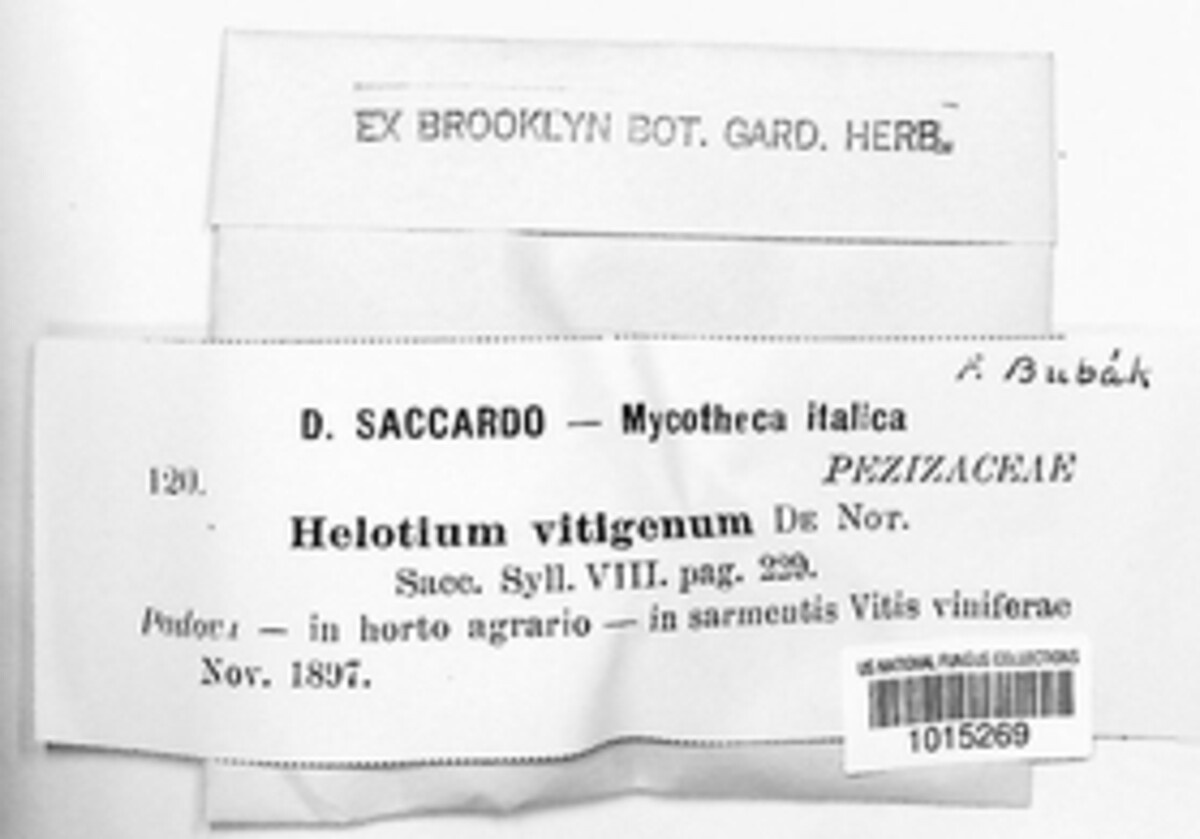 EX BROOKLYN BOT. GARD. HERB.
F. Bubák
D. SACCARDO — Mycotheca italica
120.
PEZIZACEAE
Helotium vitigenum DE NOT.
Sacc. Syll. VIII. pag. 229.
Padova — in horto agrario — in sarmentis Vitis viniferae
Nov. 1897.
US NATIONAL FUNGUS COLLECTIONS
1015269